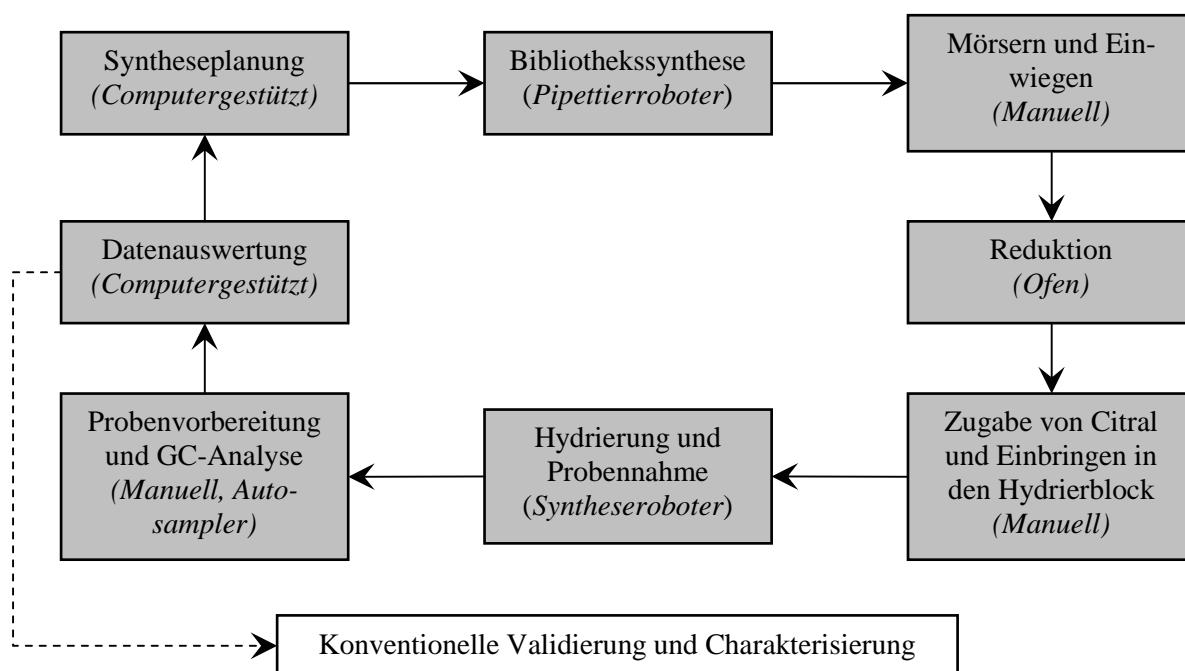 Syntheseplanung
(Computergestützt)
Bibliothekssynthese
(Pipettierroboter)
Mörsern und Ein-
wiegen
(Manuell)
Reduktion
(Ofen)
Zugabe von Citral
und Einbringen in
den Hydrierblock
(Manuell)
Hydrierung und
Probennahme
(Syntheseroboter)
Probenvorbereitung
und GC-Analyse
(Manuell, Auto-
sampler)
Datenauswertung
(Computergestützt)
Konventionelle Validierung und Charakterisierung